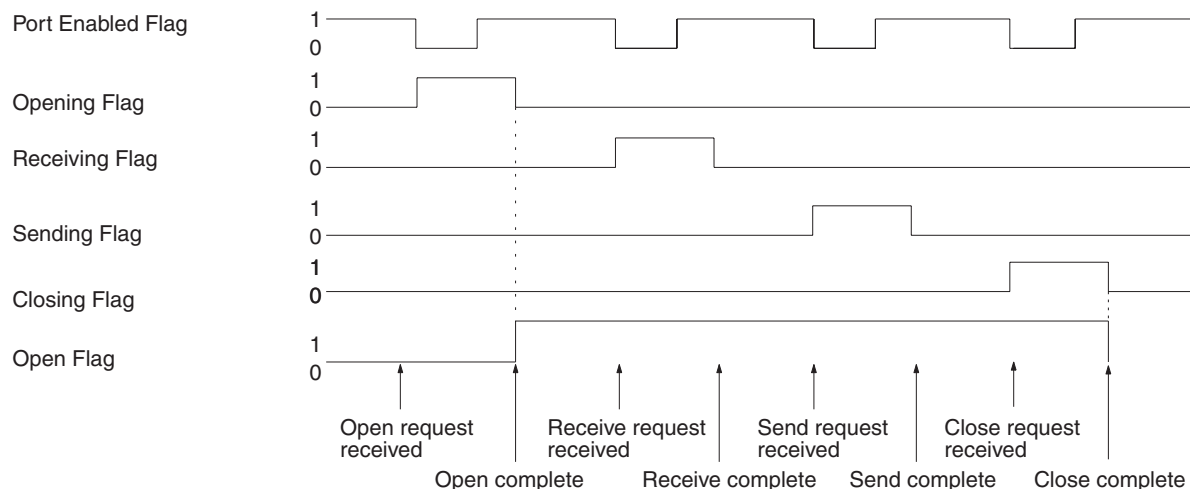 Port Enabled Flag
1
0
Opening Flag
1
0
Receiving Flag
1
0
Sending Flag
1
0
Closing Flag
1
0
Open Flag
1
0
Open request
received
Receive request
received
Send request
received
Close request
received
Open complete
Receive complete
Send complete
Close complete